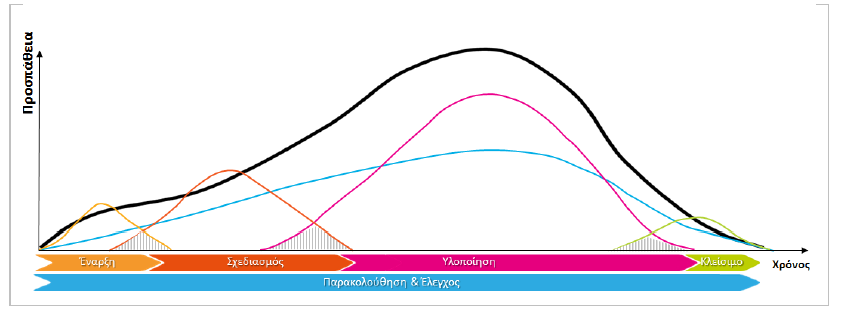 Προσπάθεια
Έναρξη
Σχεδιασμός
Υλοποίηση
Κλείσιμο
Χρόνος
Παρακολούθηση & Έλεγχος